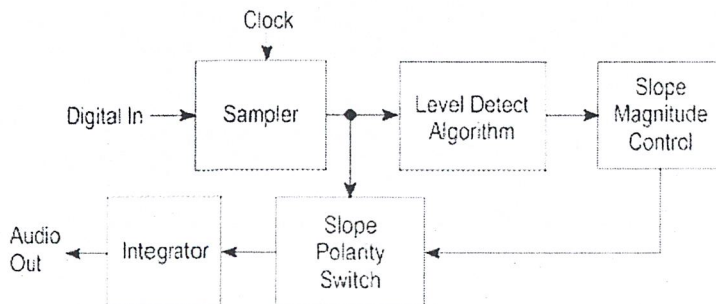 Clock
Digital In
Sampler
Level Detect
Algorithm
Slope
Magnitude
Control
Audio
Out
Integrator
Slope
Polarity
Switch